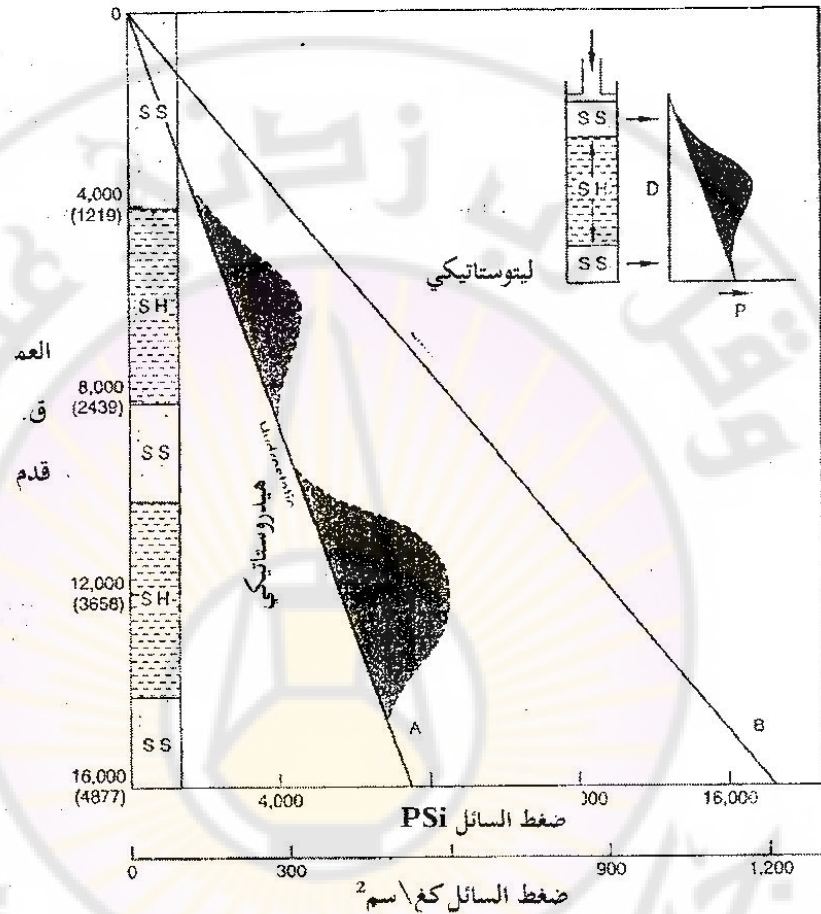 0
SS
4,000
(1219)
SH
العم
ق.
قدم
8,000
(2439)
SS
Hydrostatic
هيدروستاتيكي
12,000
(3658)
SH
SS
16,000
(4877)
A
B
SS
SH
SS
D
P
ليتوستاتيكي
4,000
000
16,000
ضغط السائل PSi
0
300
900
1.200
ضغط السائل كغ\سم2